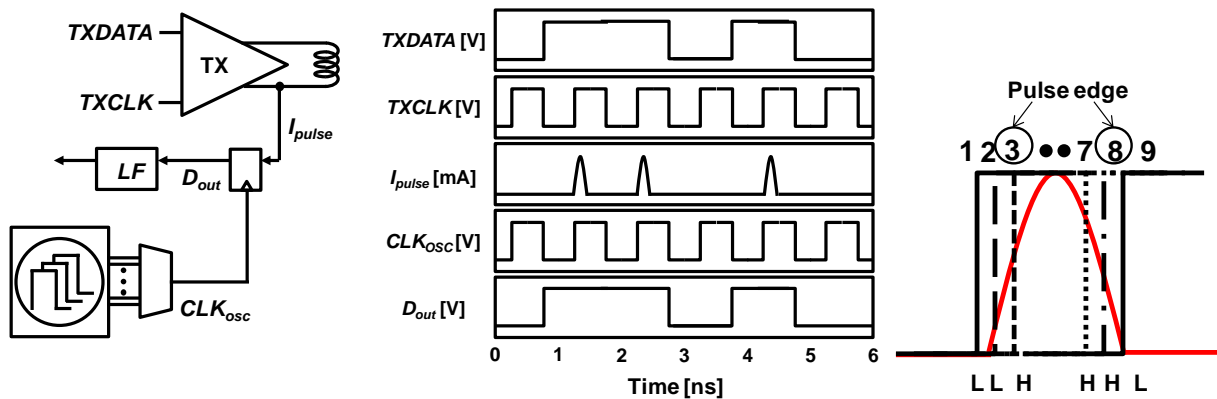 TXDATA
TX
TXCLK
I_pulse
LF
D_out
CLK_osc
TXDATA [V]
TXCLK [V]
I_pulse [mA]
CLK_OSC [V]
D_out [V]
0 1 2 3 4 5 6
Time [ns]
Pulse edge
1 2 3 ●● 7 8 9
L L H H H L